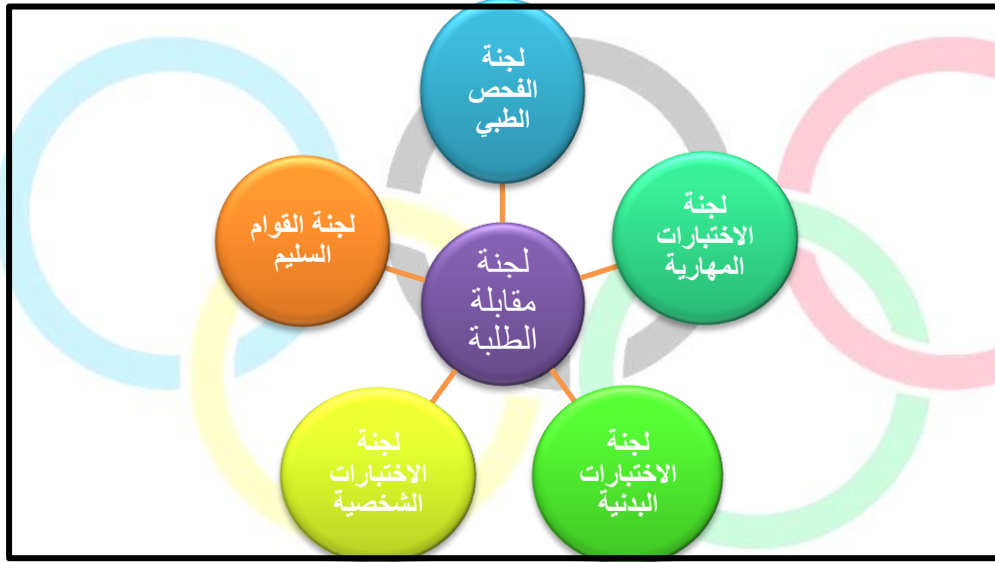 لجنة
الفحص
الطبي
لجنة
الاختبارات
المهارية
لجنة القوام
السليم
لجنة
مقابلة
الطلبة
لجنة
الاختبارات
البدنية
لجنة
الاختبارات
الشخصية